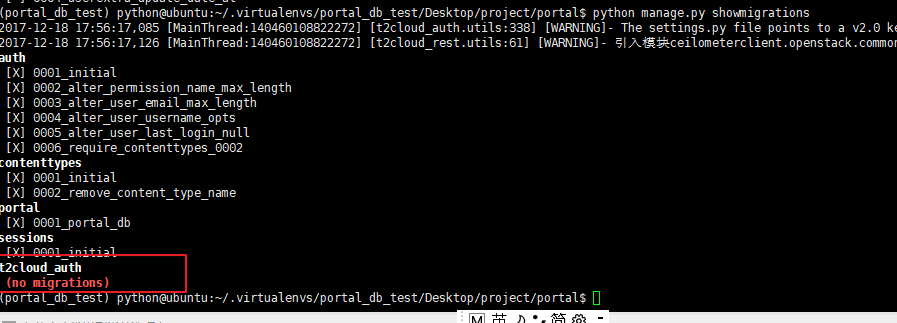 (portal_db_test) python@ubuntu:~/.virtualenvs/portal_db_test/Desktop/project/portal$ python manage.py showmigrations
2017-12-18 17:56:17,085 [MainThread:140460108822272] [t2cloud_auth.utils:338] [WARNING]- The settings.py file points to a v2.0 ke
2017-12-18 17:56:17,126 [MainThread:140460108822272] [t2cloud_rest.utils:61] [WARNING]- 引入模块ceilometerclient.openstack.common
auth
[X] 0001_initial
[X] 0002_alter_permission_name_max_length
[X] 0003_alter_user_email_max_length
[X] 0004_alter_user_username_opts
[X] 0005_alter_user_last_login_null
[X] 0006_require_contenttypes_0002
contenttypes
[X] 0001_initial
[X] 0002_remove_content_type_name
portal
[X] 0001_portal_db
sessions
[X] 0001_initial
t2cloud_auth
(no migrations)
(portal_db_test) python@ubuntu:~/.virtualenvs/portal_db_test/Desktop/project/portal$
M 英 简